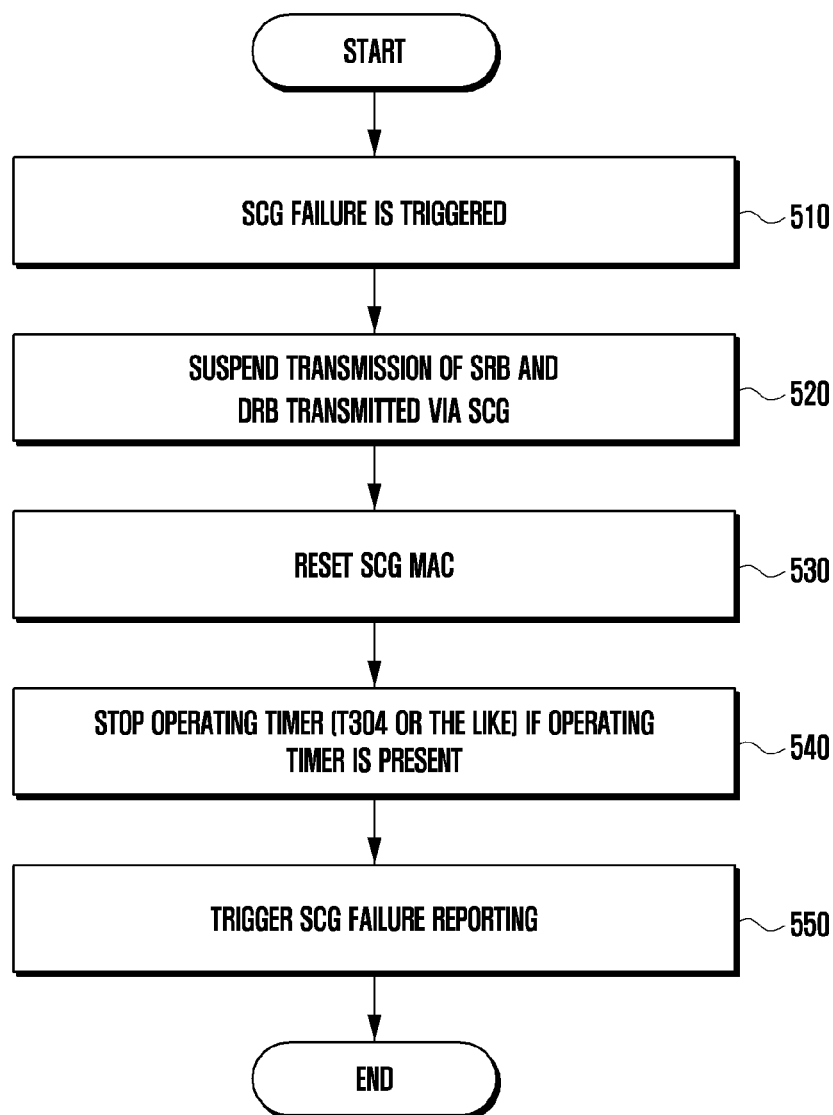 START
SCG FAILURE IS TRIGGERED
510
SUSPEND TRANSMISSION OF SRB AND
DRB TRANSMITTED VIA SCG
520
RESET SCG MAC
530
STOP OPERATING TIMER (T304 OR THE LIKE) IF OPERATING
TIMER IS PRESENT
540
TRIGGER SCG FAILURE REPORTING
550
END